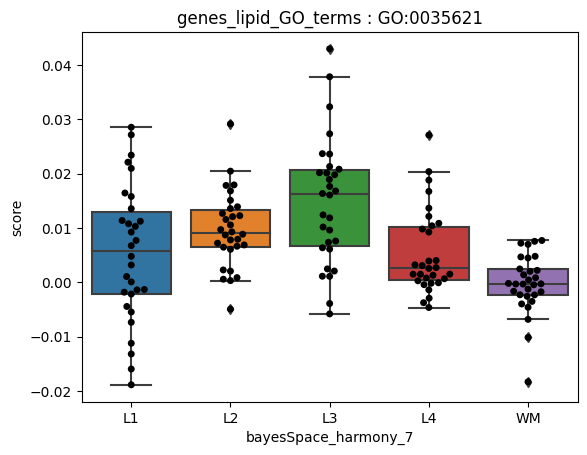 genes_lipid_GO_terms : GO:0035621
0.04
0.03
0.02
0.01
0.00
−0.01
−0.02
score
L1 L2 L3 L4 WM
bayesSpace_harmony_7